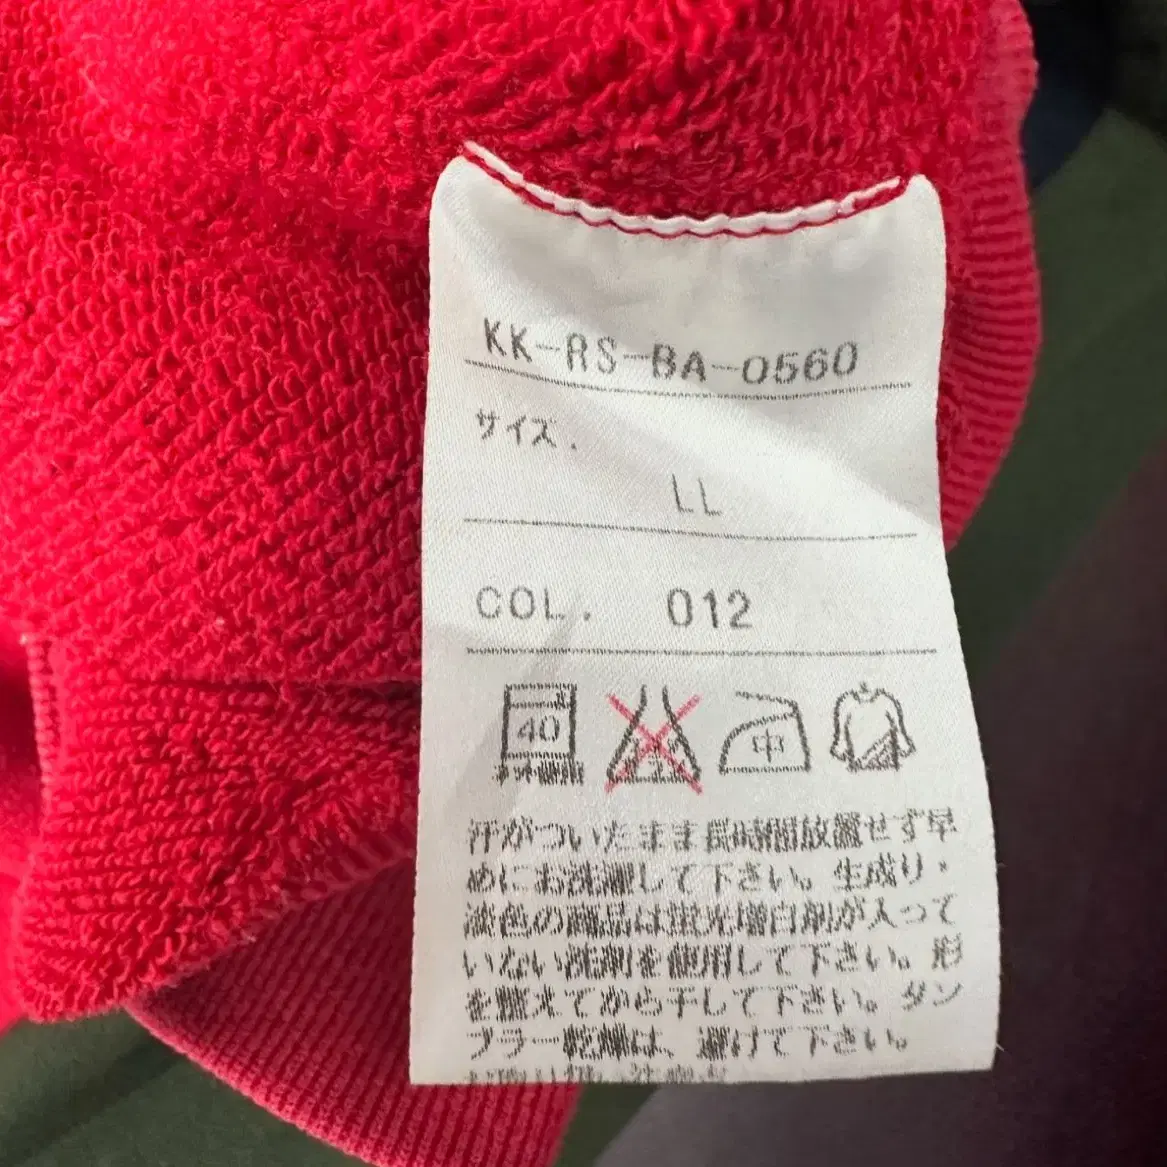 KK-RS-BA-0560
サイズ.
LL
COL. 012
40
中
汗がついたまま長時間放置せず早
めにお洗濯して下さい。生成り・
淡色の商品は蛍光増白剤が入って
いない洗剤を使用して下さい。形
を整えてから干して下さい。タン
ブラー乾燥は、避けて下さい。